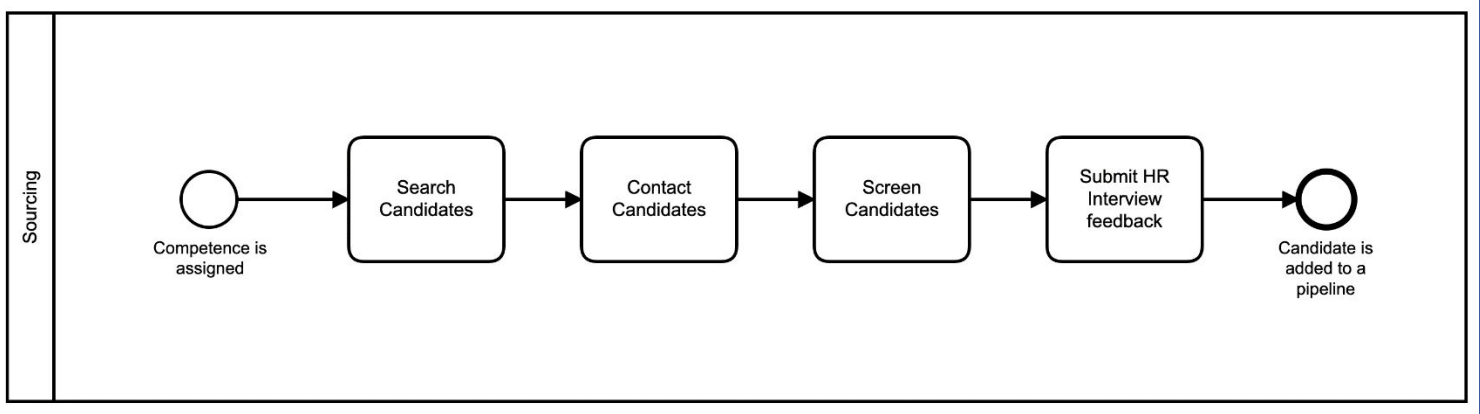 Sourcing
Competence is
assigned
Search
Candidates
Contact
Candidates
Screen
Candidates
Submit HR
Interview
feedback
Candidate is
added to a
pipeline